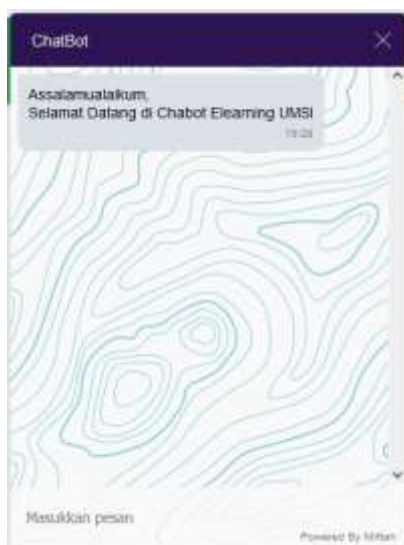 ChatBot
Assalamualaikum,
Selamat Datang di Chabot Elearning UMSI
Masukkan pesan
Powered By